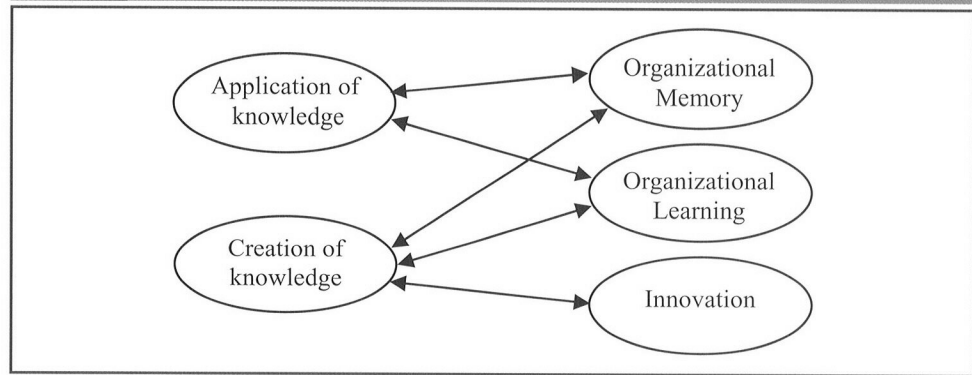 Application of
knowledge
Organizational
Memory
Organizational
Learning
Creation of
knowledge
Innovation